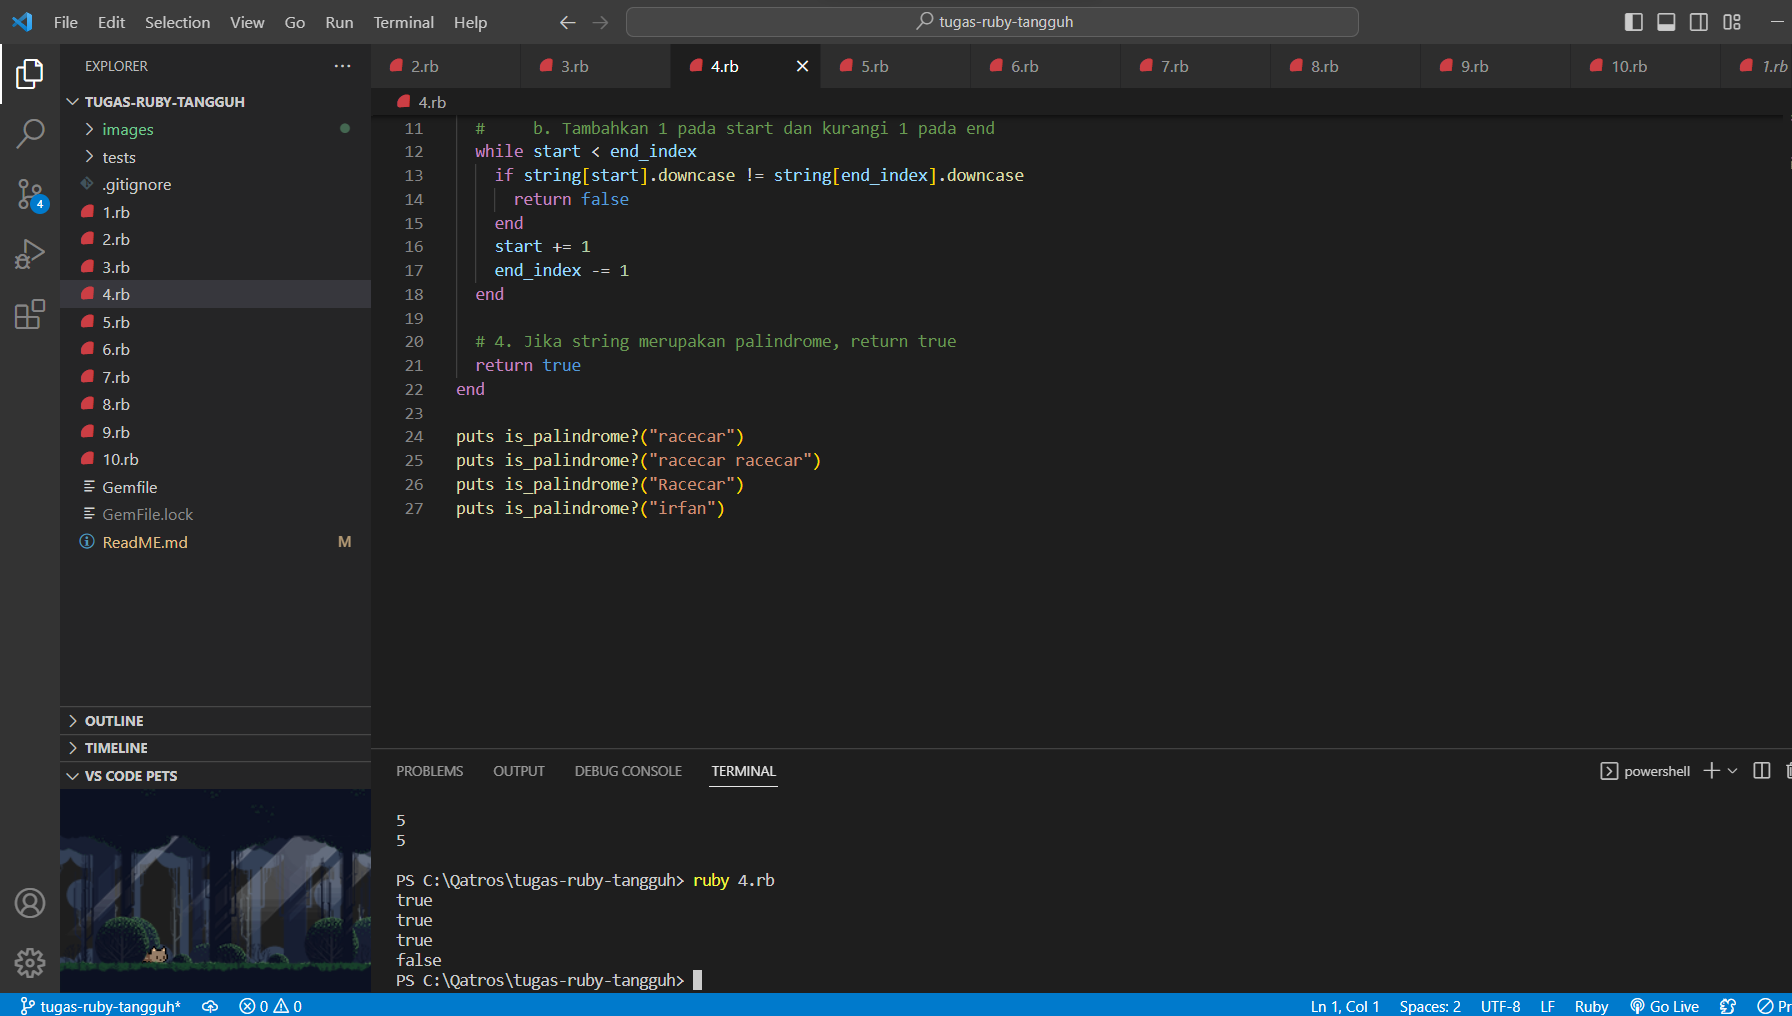 File Edit Selection View Go Run Terminal Help
tugas-ruby-tangguh
EXPLORER
2.rb
3.rb
4.rb
5.rb
6.rb
7.rb
8.rb
9.rb
10.rb
1.rb
TUGAS-RUBY-TANGGUH
images
tests
.gitignore
4
1.rb
2.rb
3.rb
4.rb
5.rb
6.rb
7.rb
8.rb
9.rb
10.rb
Gemfile
GemFile.lock
ReadME.md M
OUTLINE
TIMELINE
VS CODE PETS
4.rb
11 # b. Tambahkan 1 pada start dan kurangi 1 pada end
12 while start < end_index
13 if string[start].downcase != string[end_index].downcase
14 return false
15 end
16 start += 1
17 end_index -= 1
18 end
19
20 # 4. Jika string merupakan palindrome, return true
21 return true
22 end
23
24 puts is_palindrome?("racecar")
25 puts is_palindrome?("racecar racecar")
26 puts is_palindrome?("Racecar")
27 puts is_palindrome?("irfan")
PROBLEMS OUTPUT DEBUG CONSOLE TERMINAL
powershell
5
5
PS C:\Qatros\tugas-ruby-tangguh> ruby 4.rb
true
true
true
false
PS C:\Qatros\tugas-ruby-tangguh>
tugas-ruby-tangguh* 0 0
Ln 1, Col 1 Spaces: 2 UTF-8 LF Ruby Go Live Pr